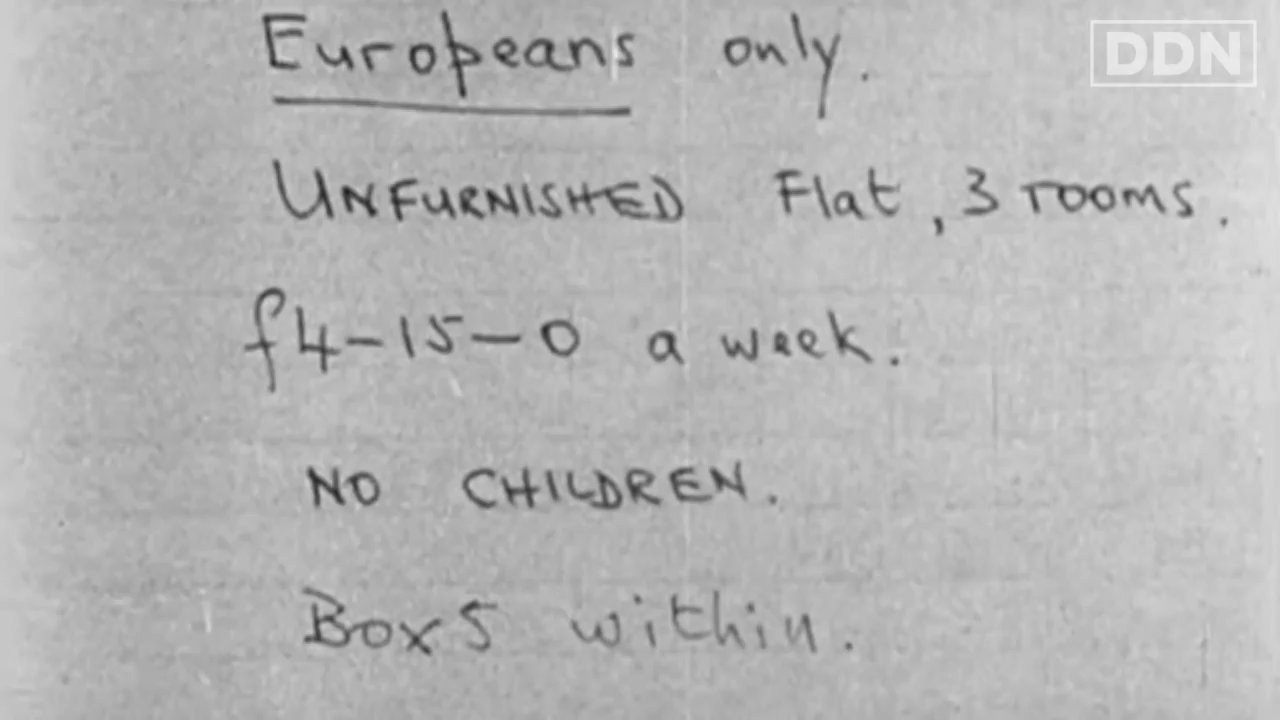 Europeans only. DDN
UNFURNISHED Flat, 3 rooms.
£4-15-0 a week.
NO CHILDREN.
Box 5 within.